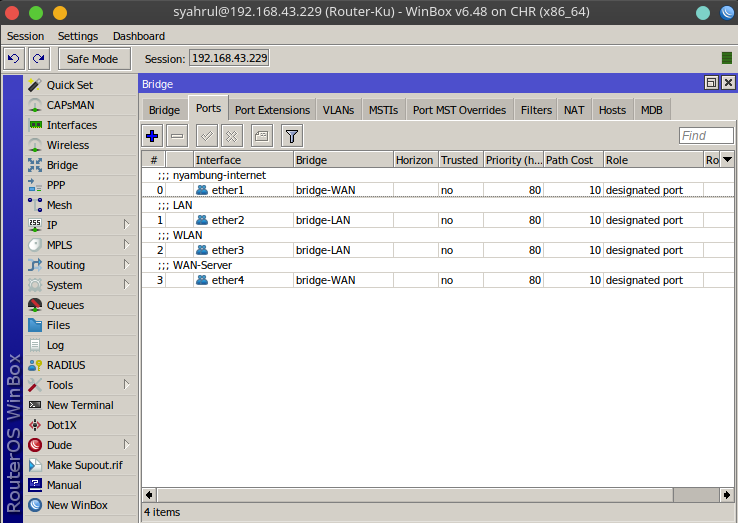 syahrul@192.168.43.229 (Router-Ku) - WinBox v6.48 on CHR (x86_64)
Session Settings Dashboard
Safe Mode Session: 192.168.43.229
Quick Set
CAPsMAN
Interfaces
Wireless
Bridge
PPP
Mesh
IP
MPLS
Routing
System
Queues
Files
Log
RADIUS
Tools
New Terminal
Dot1X
Dude
Make Supout.rif
Manual
New WinBox
RouterOS WinBox
Bridge
Bridge Ports Port Extensions VLANs MSTIs Port MST Overrides Filters NAT Hosts MDB
Find
# Interface Bridge Horizon Trusted Priority (h... Path Cost Role Ro
;;; nyambung-internet
0 ether1 bridge-WAN no 80 10 designated port
;;; LAN
1 ether2 bridge-LAN no 80 10 designated port
;;; WLAN
2 ether3 bridge-LAN no 80 10 designated port
;;; WAN-Server
3 ether4 bridge-WAN no 80 10 designated port
4 items